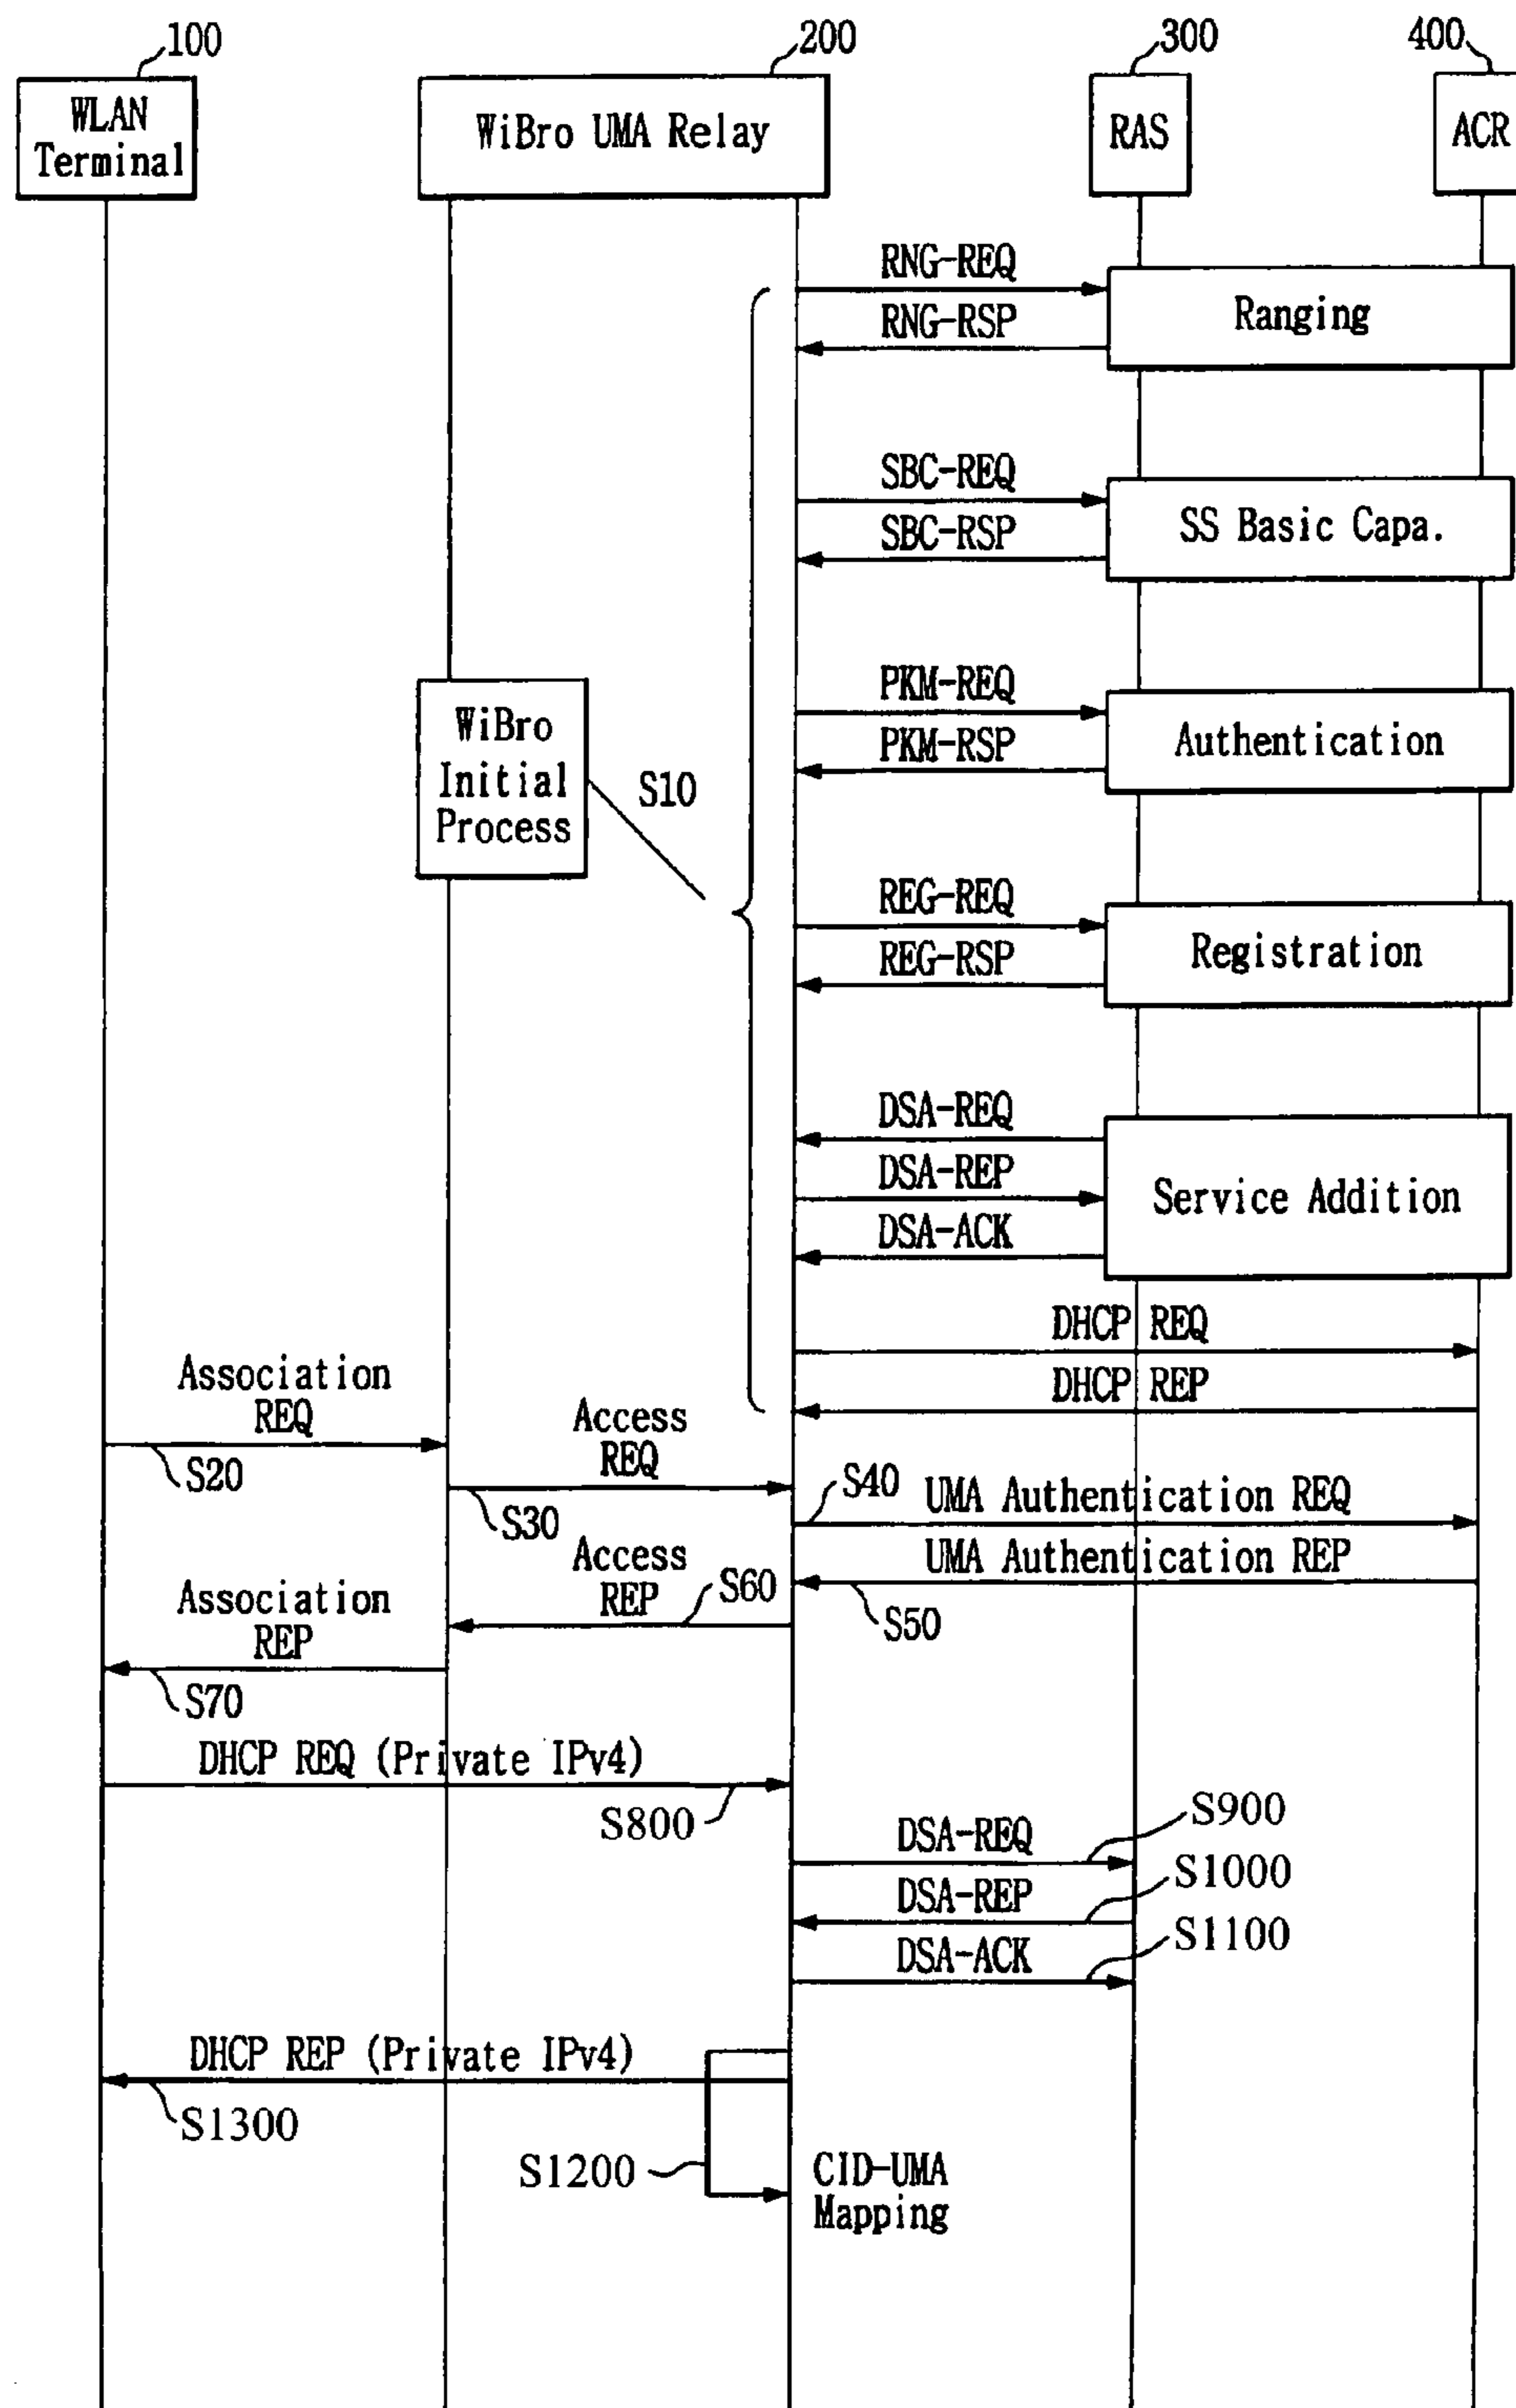 100
200
300
400
WLAN
Terminal
WiBro UMA Relay
RAS
ACR
RNG-REQ
RNG-RSP
Ranging
SBC-REQ
SBC-RSP
SS Basic Capa.
WiBro
Initial
Process
S10
PKM-REQ
PKM-RSP
Authentication
REG-REQ
REG-RSP
Registration
DSA-REQ
DSA-REP
DSA-ACK
Service Addition
DHCP REQ
DHCP REP
Association
REQ
S20
Access
REQ
S30
S40
UMA Authentication REQ
UMA Authentication REP
S50
Access
REP
S60
Association
REP
S70
DHCP REQ (Private IPv4)
S800
DSA-REQ
S900
DSA-REP
S1000
DSA-ACK
S1100
DHCP REP (Private IPv4)
S1300
S1200
CID-UMA
Mapping